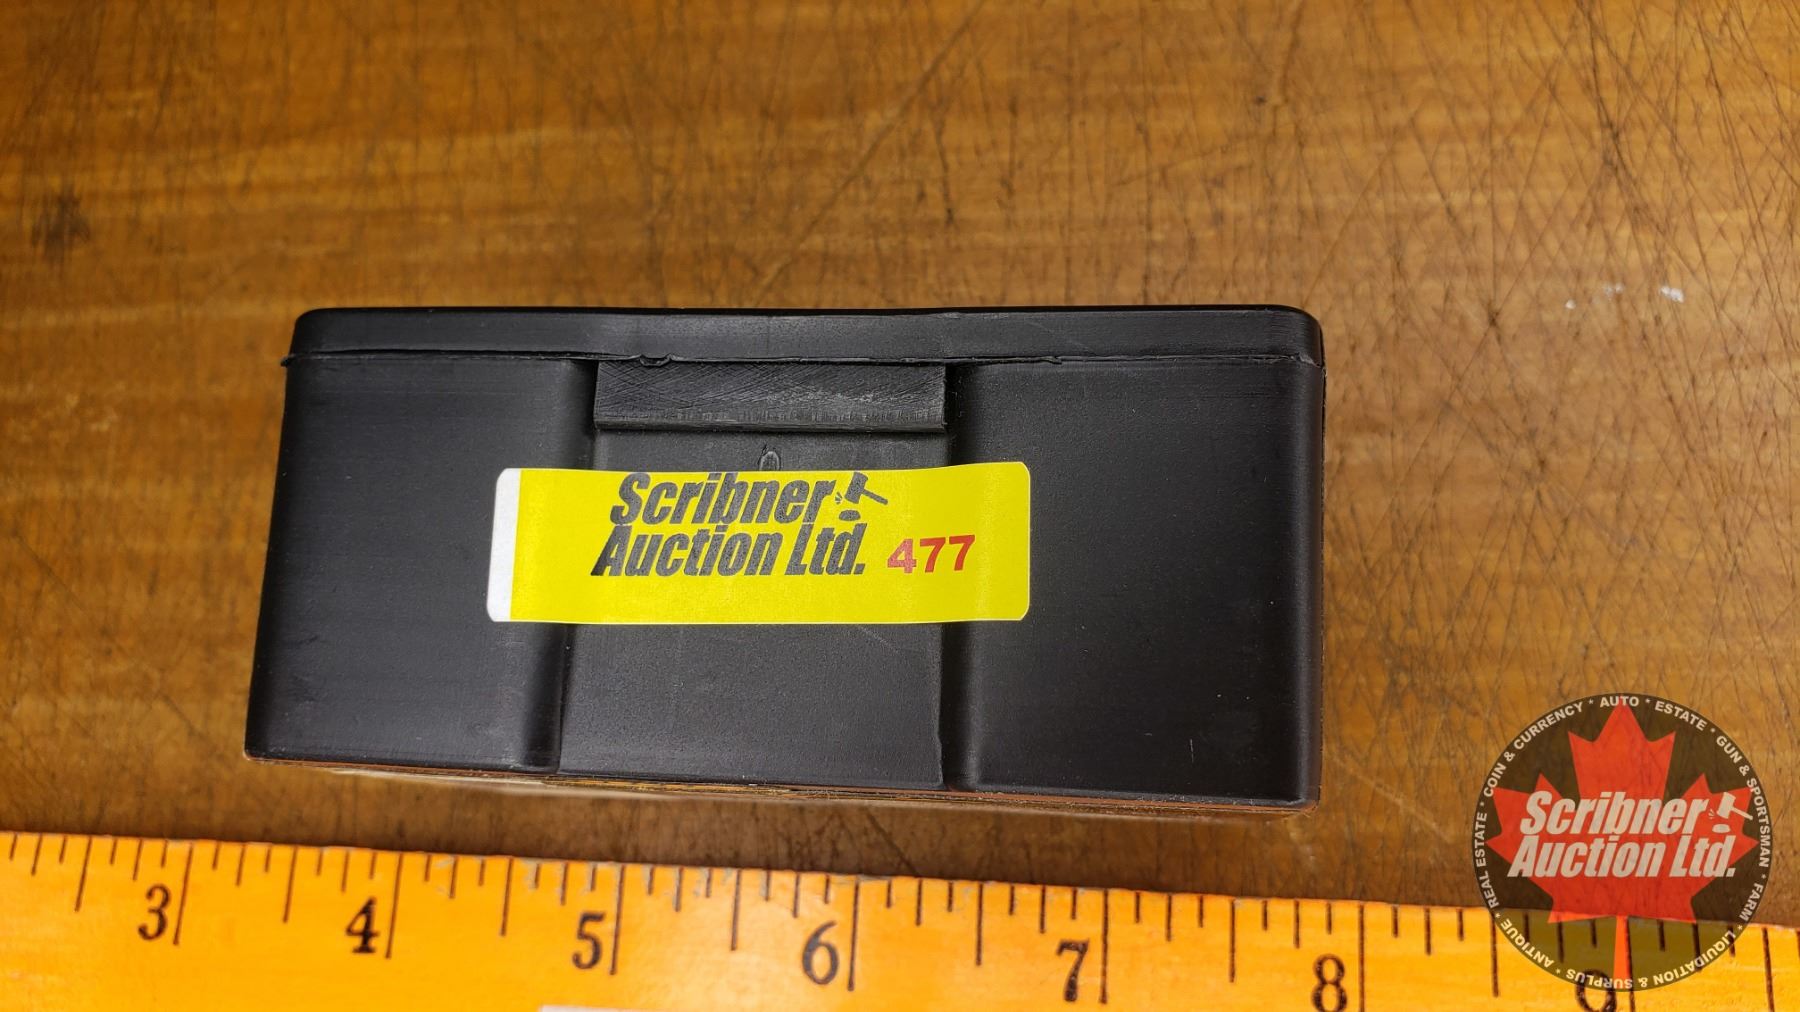 Scribner
Auction Ltd. 477
3 4 5 6 7 8 9
Scribner
Auction Ltd.
* COIN & CURRENCY * AUTO * ESTATE * GUN & SPORTSMAN * FARM * LIQUIDATION & SURPLUS * ANTIQUE * REAL ESTATE